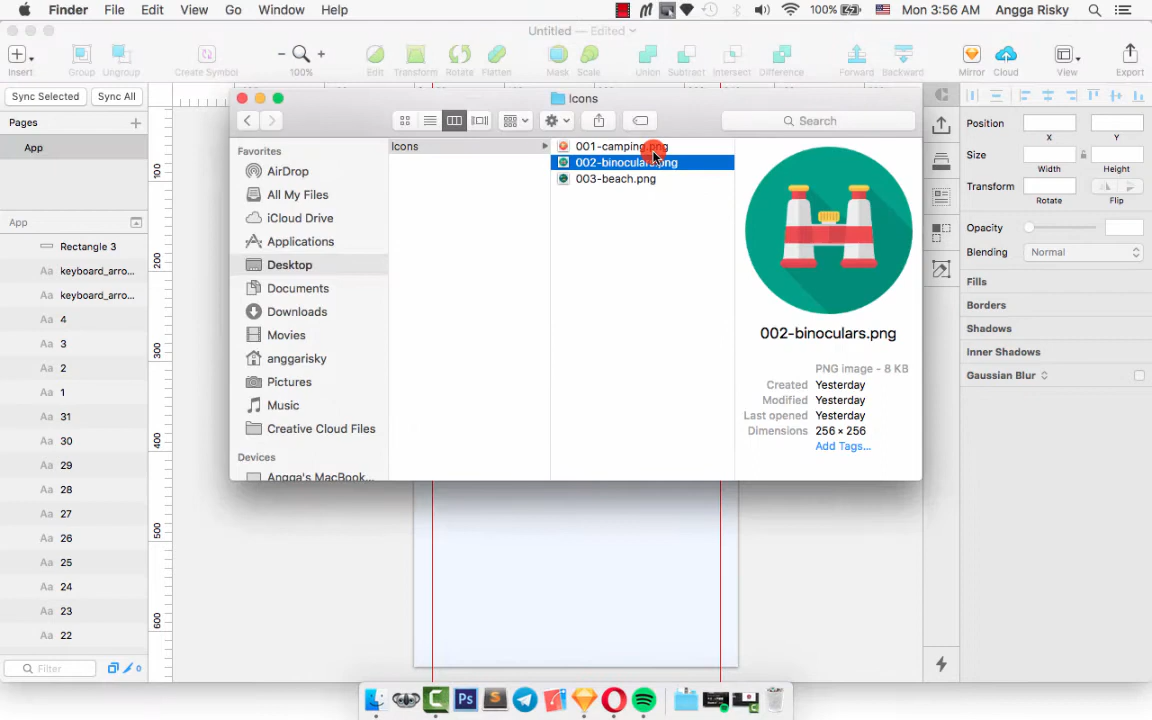 Finder File Edit View Go Window Help 100% Mon 3:56 AM Angga Risky
Untitled — Edited
Insert Group Ungroup Create Symbol 100% Edit Transform Rotate Flatten Mask Scale Union Subtract Intersect Difference Forward Backward Mirror Cloud View Export
Sync Selected Sync All
Pages
App
App
Rectangle 3
keyboard_arro...
keyboard_arro...
4
3
2
1
31
30
29
28
27
26
25
24
23
22
Filter 0
100
200
300
400
500
600
Icons
Search
Favorites
AirDrop
All My Files
iCloud Drive
Applications
Desktop
Documents
Downloads
Movies
anggarisky
Pictures
Music
Creative Cloud Files
Devices
Angga's MacBook...
Icons
001-camping.png
002-binoculars.png
003-beach.png
002-binoculars.png
PNG image - 8 KB
Created Yesterday
Modified Yesterday
Last opened Yesterday
Dimensions 256 × 256
Add Tags...
Position
X Y
Size
Width Height
Transform
Rotate Flip
Opacity
Blending Normal
Fills
Borders
Shadows
Inner Shadows
Gaussian Blur
Ps
S